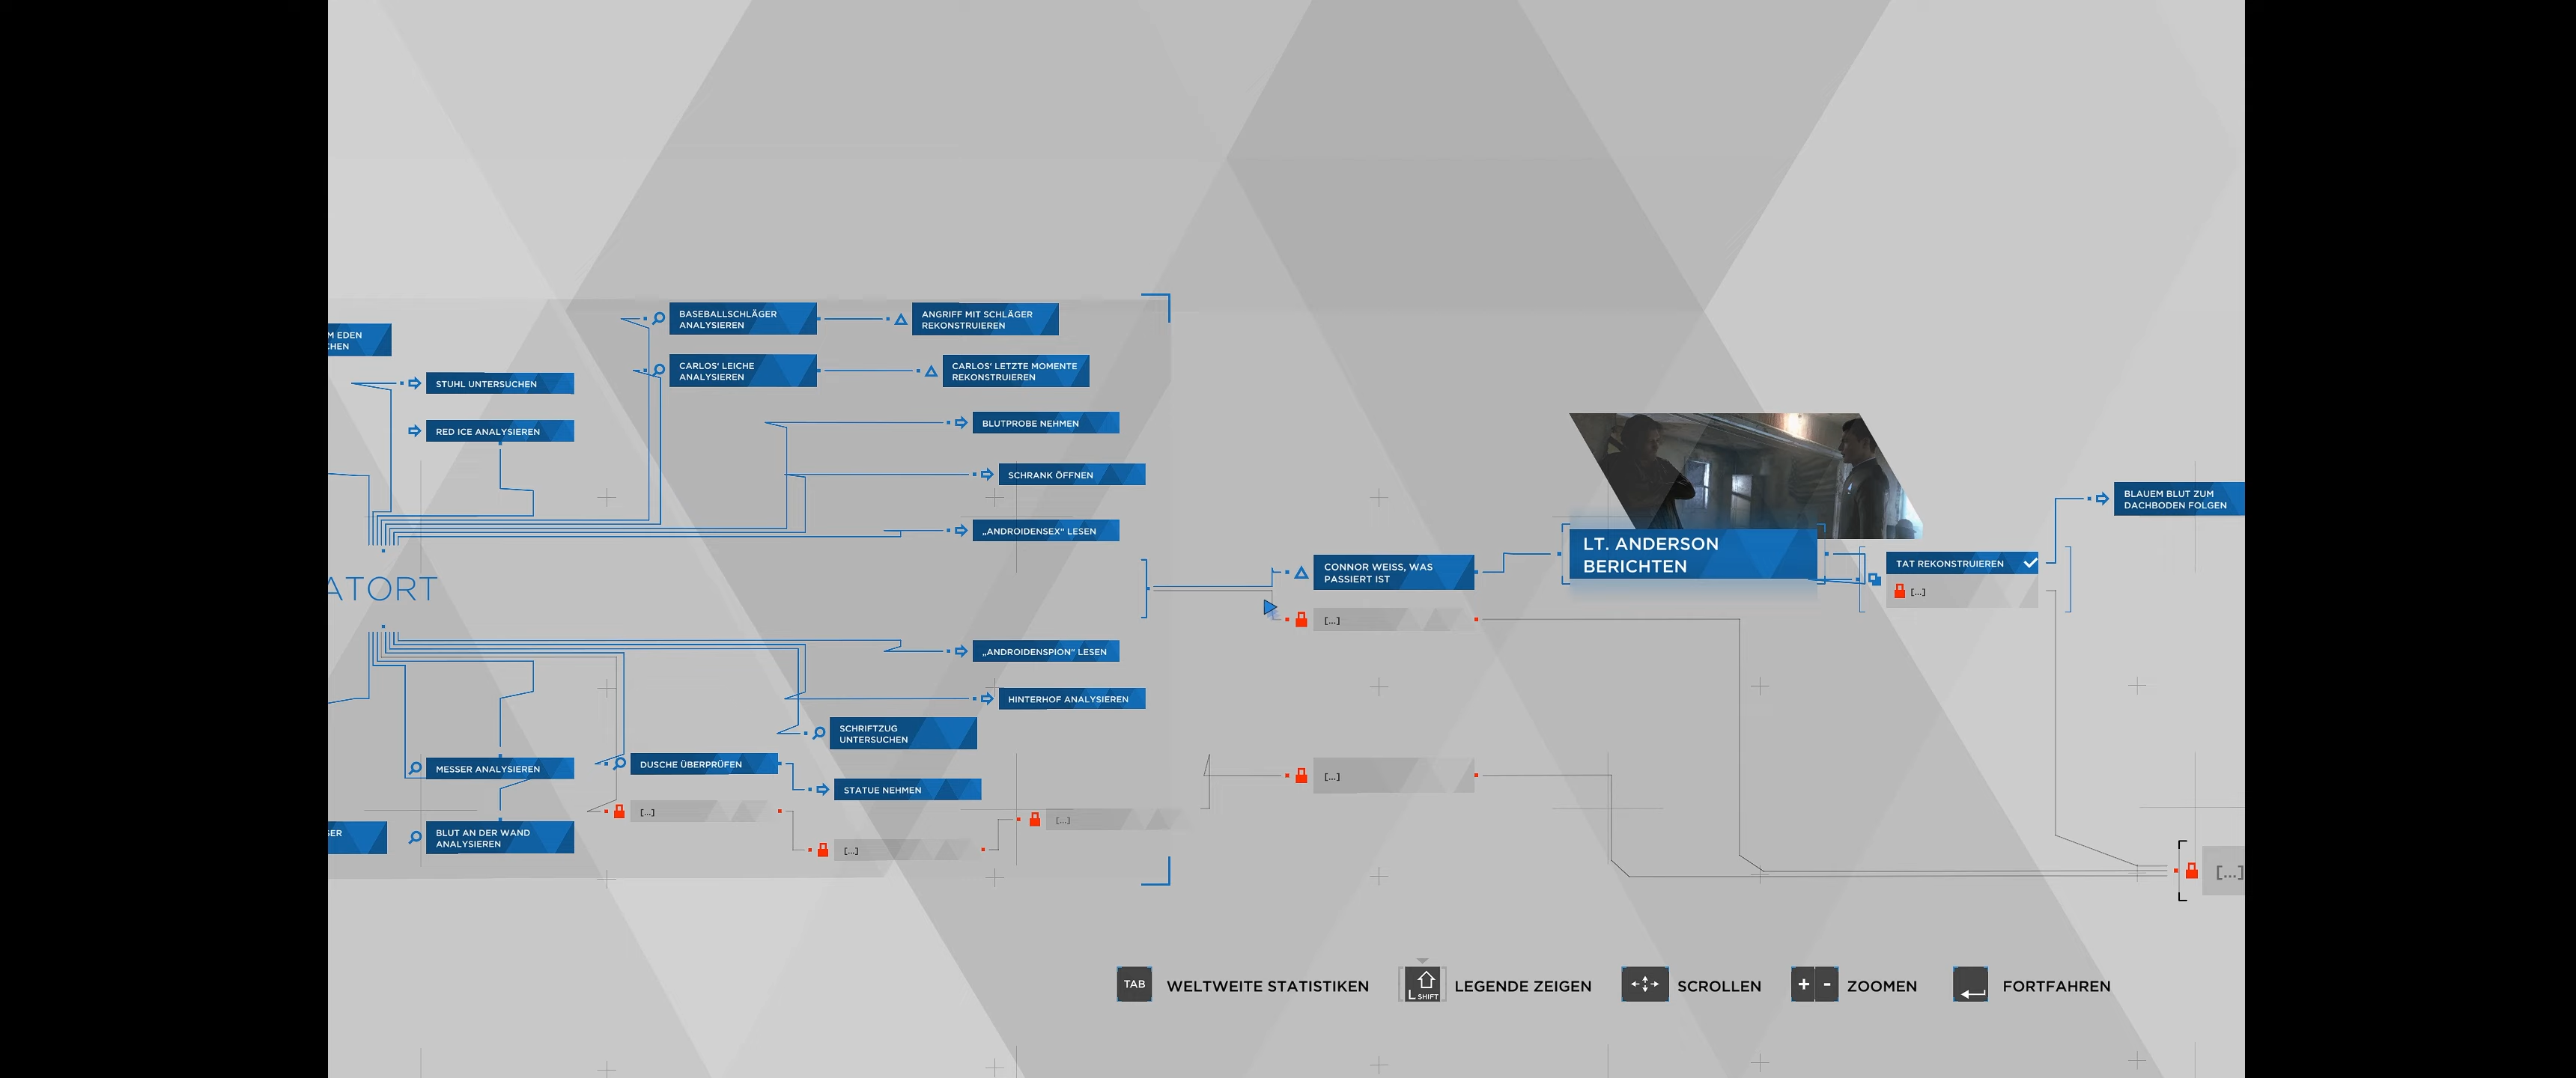 BASEBALLSCHLÄGER
ANALYSIEREN
ANGRIFF MIT SCHLÄGER
REKONSTRUIEREN
M EDEN
CHEN
CARLOS' LEICHE
ANALYSIEREN
CARLOS' LETZTE MOMENTE
REKONSTRUIEREN
STUHL UNTERSUCHEN
RED ICE ANALYSIEREN
BLUTPROBE NEHMEN
SCHRANK ÖFFNEN
„ANDROIDENSEX“ LESEN
BLAUEM BLUT ZUM
DACHBODEN FOLGEN
LT. ANDERSON
BERICHTEN
CONNOR WEISS, WAS
PASSIERT IST
TAT REKONSTRUIEREN
[...]
ATORT
[...]
„ANDROIDENSPION“ LESEN
HINTERHOF ANALYSIEREN
SCHRIFTZUG
UNTERSUCHEN
MESSER ANALYSIEREN
DUSCHE ÜBERPRÜFEN
STATUE NEHMEN
[...]
[...]
[...]
SER
BLUT AN DER WAND
ANALYSIEREN
[...]
[...]
TAB WELTWEITE STATISTIKEN
L SHIFT LEGENDE ZEIGEN
SCROLLEN
+ - ZOOMEN
FORTFAHREN